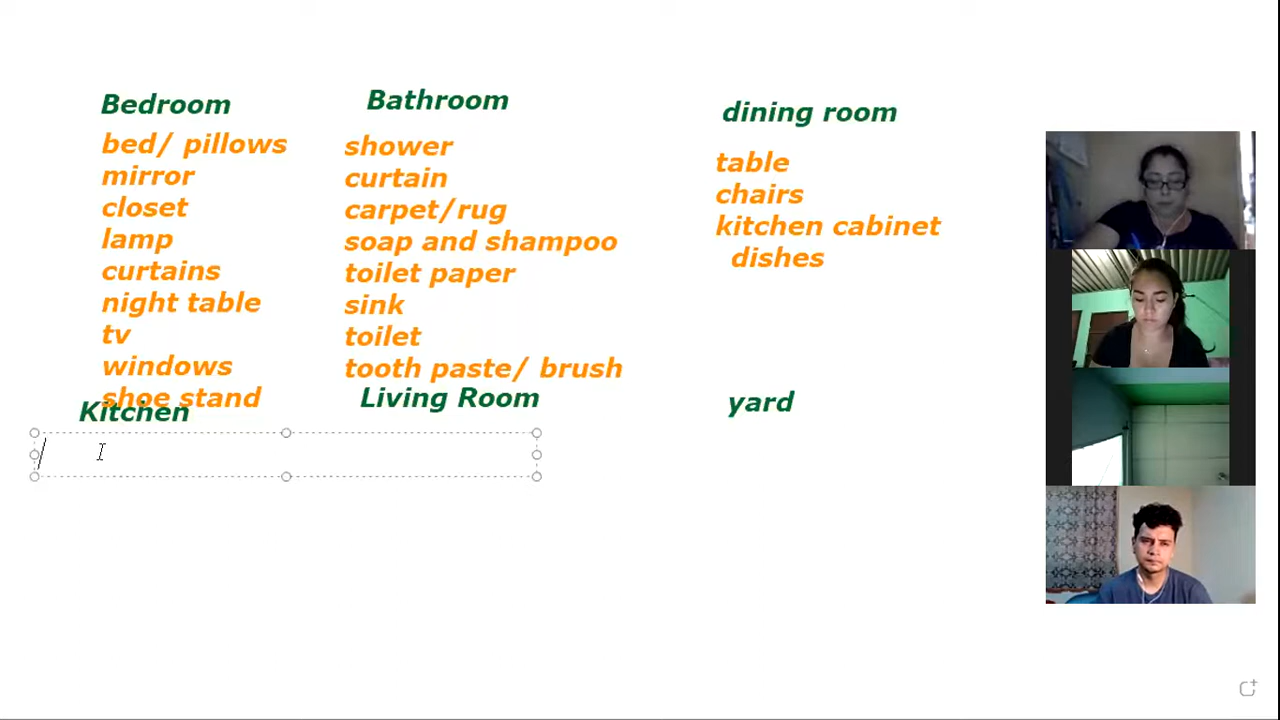 Bedroom
bed/ pillows
mirror
closet
lamp
curtains
night table
tv
windows
shoe stand
Bathroom
shower
curtain
carpet/rug
soap and shampoo
toilet paper
sink
toilet
tooth paste/ brush
dining room
table
chairs
kitchen cabinet
dishes
Kitchen
Living Room
yard